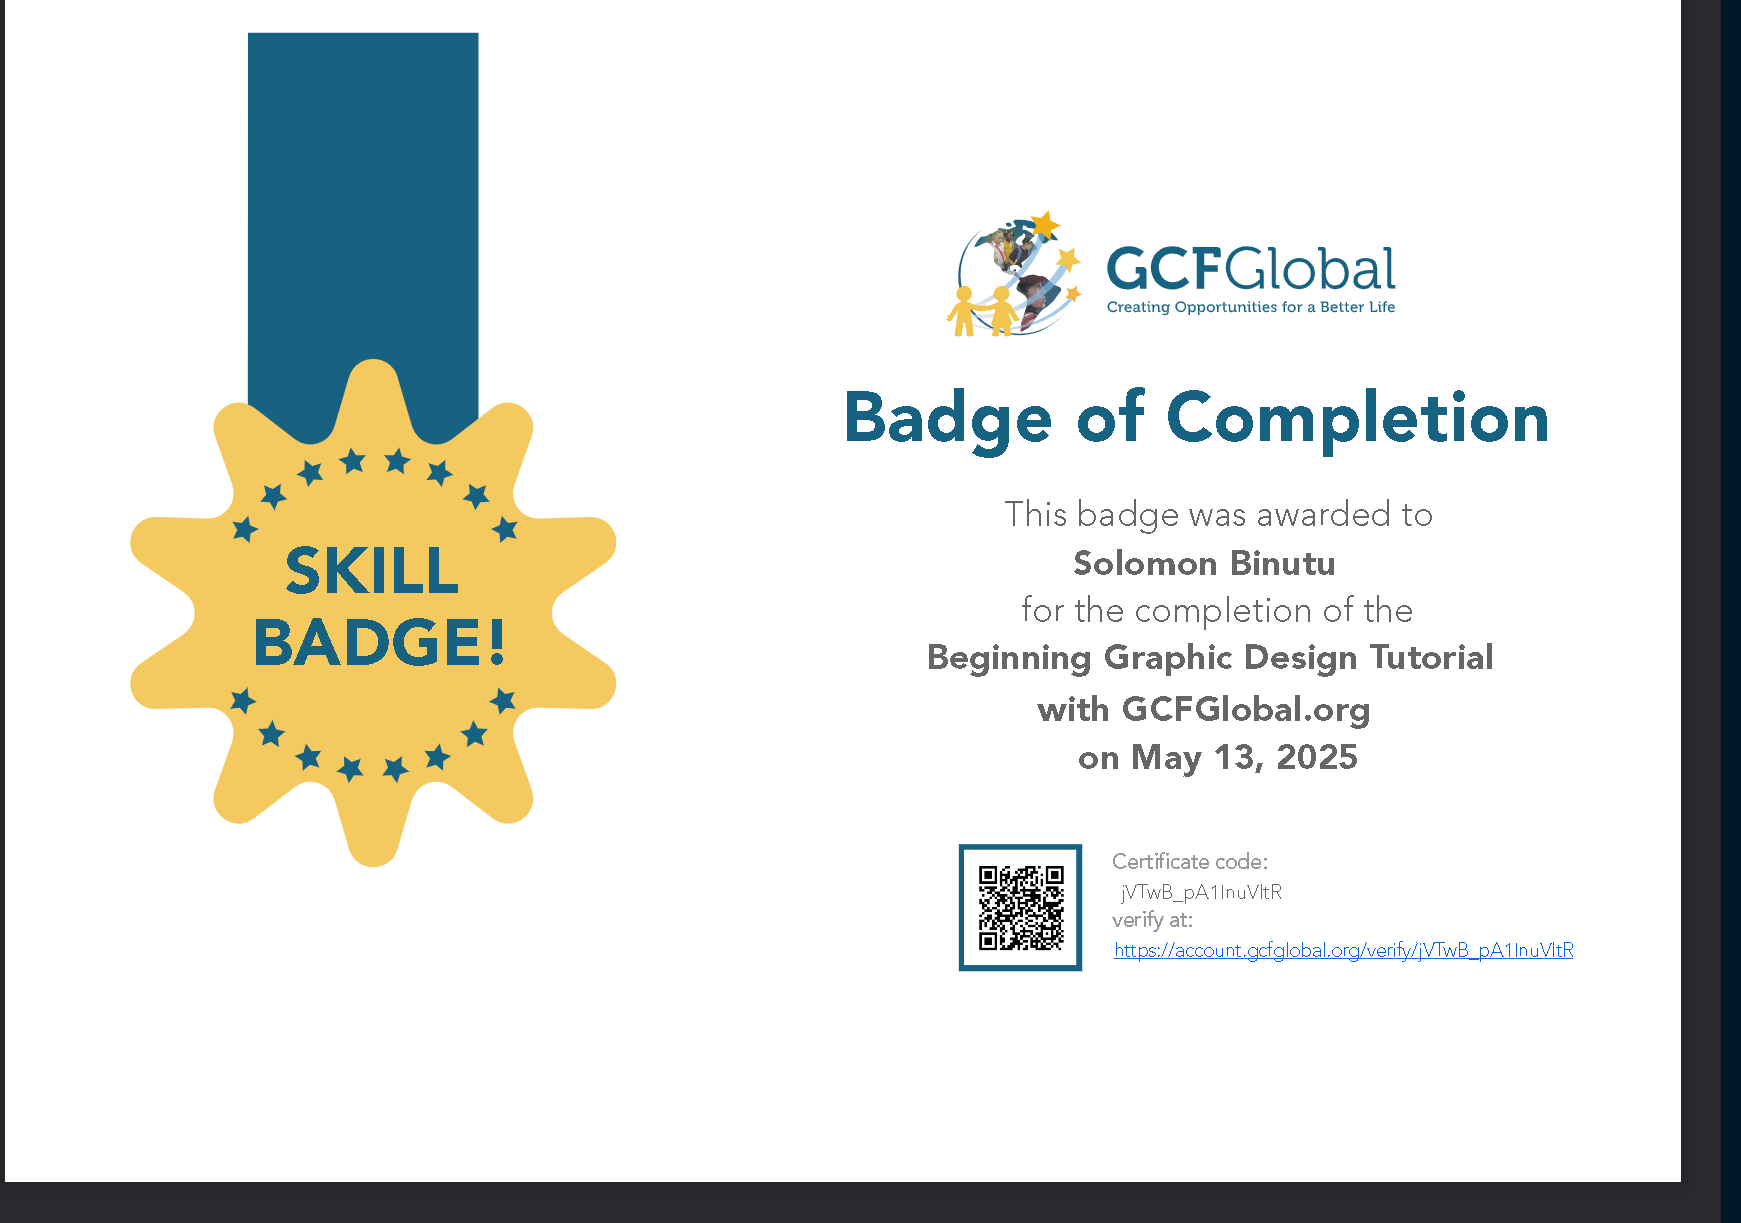 SKILL
BADGE!
GCFGlobal
Creating Opportunities for a Better Life
Badge of Completion
This badge was awarded to
Solomon Binutu
for the completion of the
Beginning Graphic Design Tutorial
with GCFGlobal.org
on May 13, 2025
Certificate code:
jVTwB_pA1InuVltR
verify at:
https://account.gcfglobal.org/verify/jVTwB_pA1InuVltR